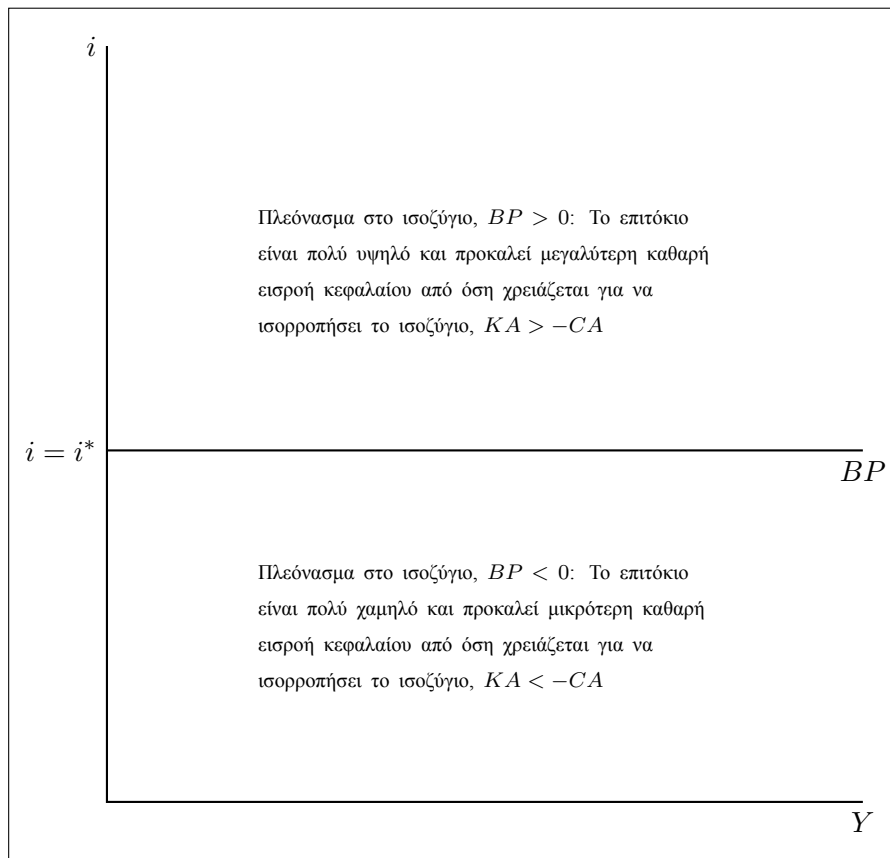 i
Πλεόνασμα στο ισοζύγιο, BP > 0: Το επιτόκιο
είναι πολύ υψηλό και προκαλεί μεγαλύτερη καθαρή
εισροή κεφαλαίου από όση χρειάζεται για να
ισορροπήσει το ισοζύγιο, KA > −CA
i = i*
BP
Πλεόνασμα στο ισοζύγιο, BP < 0: Το επιτόκιο
είναι πολύ χαμηλό και προκαλεί μικρότερη καθαρή
εισροή κεφαλαίου από όση χρειάζεται για να
ισορροπήσει το ισοζύγιο, KA < −CA
Y